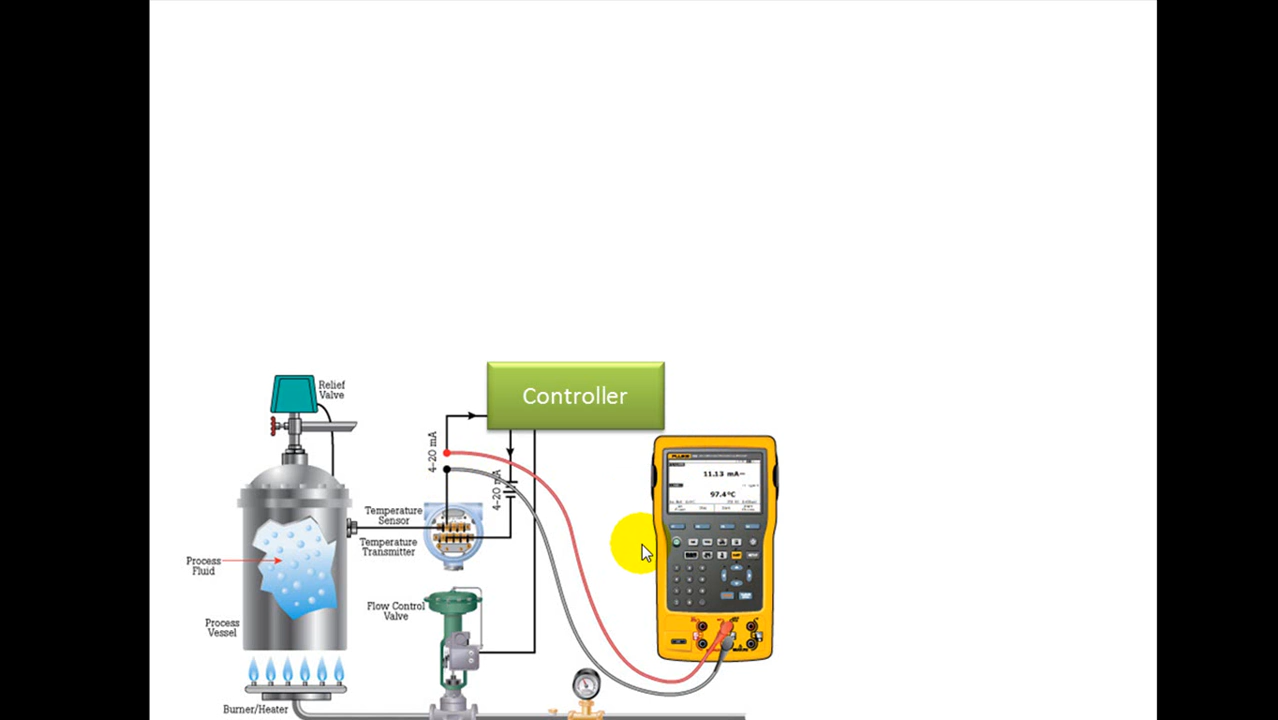 Relief
Valve
Controller
4-20 mA
4-20 mA
FLUKE
11.13 mA
97.4°C
Temperature
Sensor
Temperature
Transmitter
Process
Fluid
Flow Control
Valve
Process
Vessel
Burner/Heater